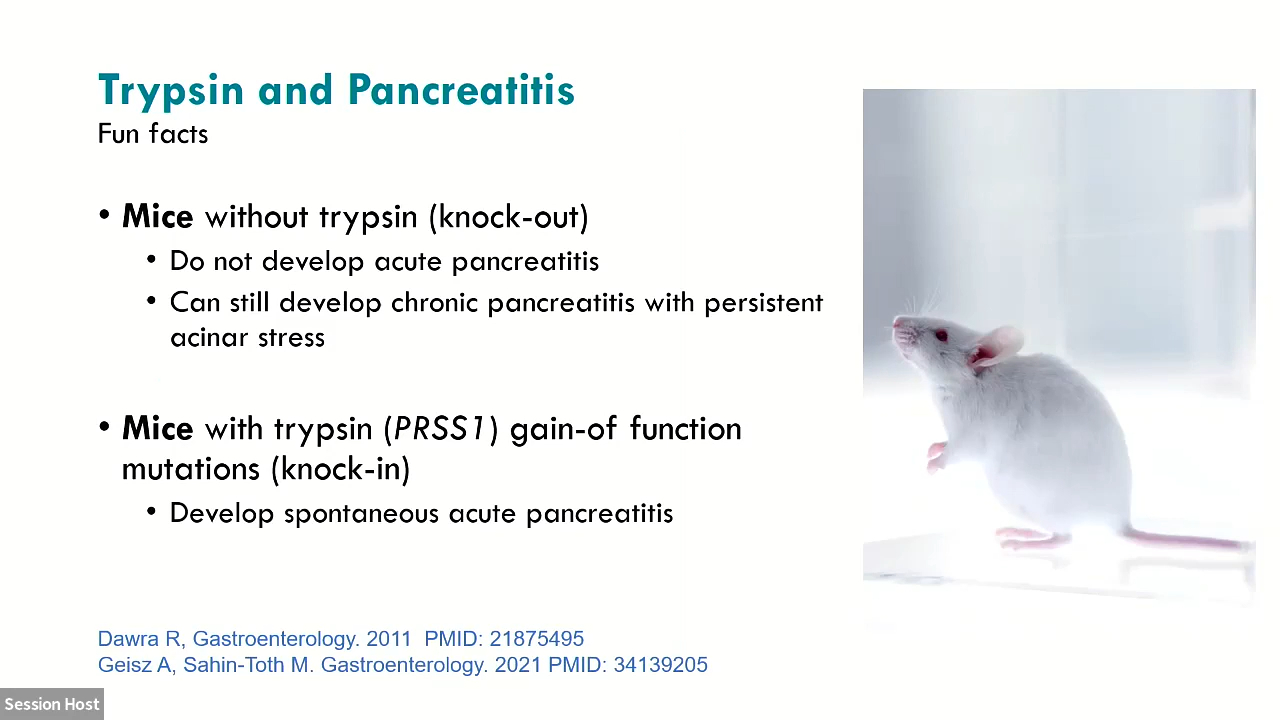 Trypsin and Pancreatitis
Fun facts
• Mice without trypsin (knock-out)
• Do not develop acute pancreatitis
• Can still develop chronic pancreatitis with persistent
acinar stress
• Mice with trypsin (PRSS1) gain-of function
mutations (knock-in)
• Develop spontaneous acute pancreatitis
Dawra R, Gastroenterology. 2011 PMID: 21875495
Geisz A, Sahin-Toth M. Gastroenterology. 2021 PMID: 34139205
Session Host